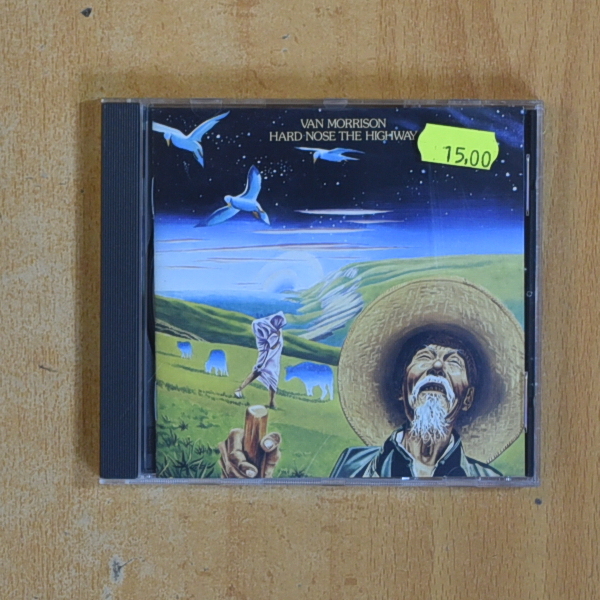 VAN MORRISON
HARD NOSE THE HIGHWAY
15,00